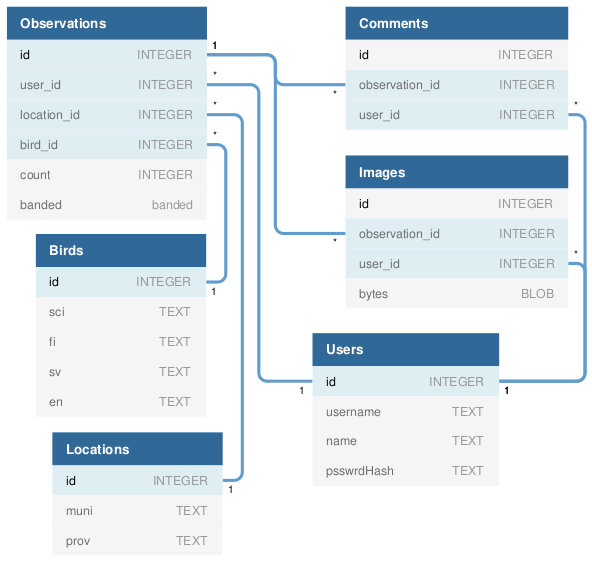 Observations
id INTEGER
user_id INTEGER
location_id INTEGER
bird_id INTEGER
count INTEGER
banded banded
1
*
*
*
Birds
id INTEGER
sci TEXT
fi TEXT
sv TEXT
en TEXT
1
Locations
id INTEGER
muni TEXT
prov TEXT
1
Comments
id INTEGER
observation_id INTEGER
user_id INTEGER
*
*
Images
id INTEGER
observation_id INTEGER
user_id INTEGER
bytes BLOB
*
*
Users
id INTEGER
username TEXT
name TEXT
psswrdHash TEXT
1
1